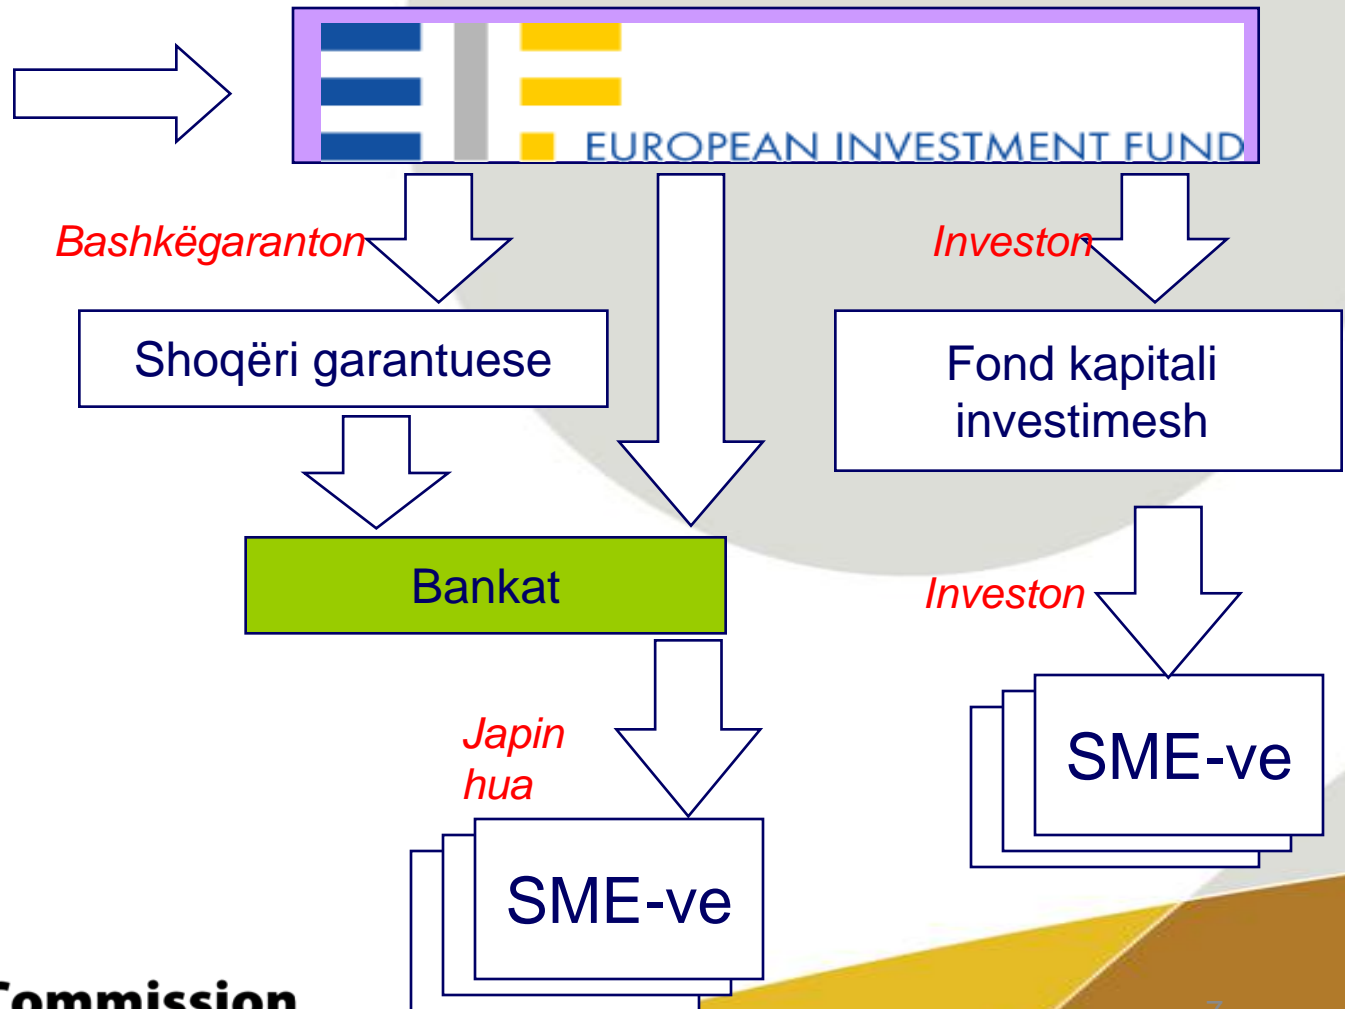 EUROPEAN INVESTMENT FUND
Bashkëgaranton
Investon
Shoqëri garantuese
Fond kapitali
investimesh
Bankat
Investon
Japin
hua
SME-ve
SME-ve
Commission
7